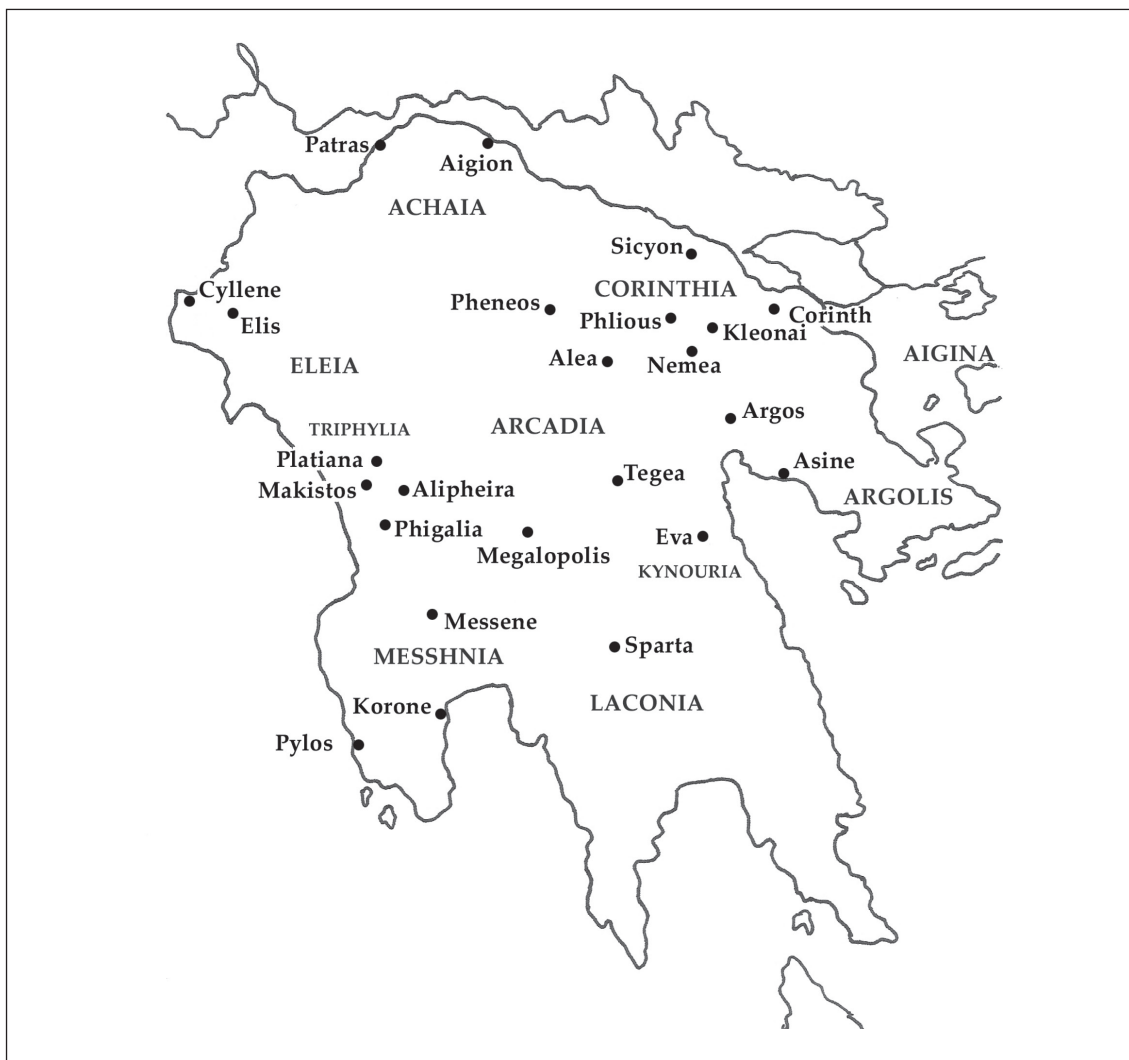 Patras
Aigion
ACHAIA
Sicyon
Cyllene
CORINTHIA
Pheneos
Corinth
Elis
Phlious
Kleonai
AIGINA
Alea
Nemea
ELEIA
Argos
ARCADIA
TRIPHYLIA
Platiana
Asine
Tegea
Makistos
Alipheira
ARGOLIS
Phigalia
Eva
Megalopolis
KYNOURIA
Messene
Sparta
MESSHNIA
LACONIA
Korone
Pylos